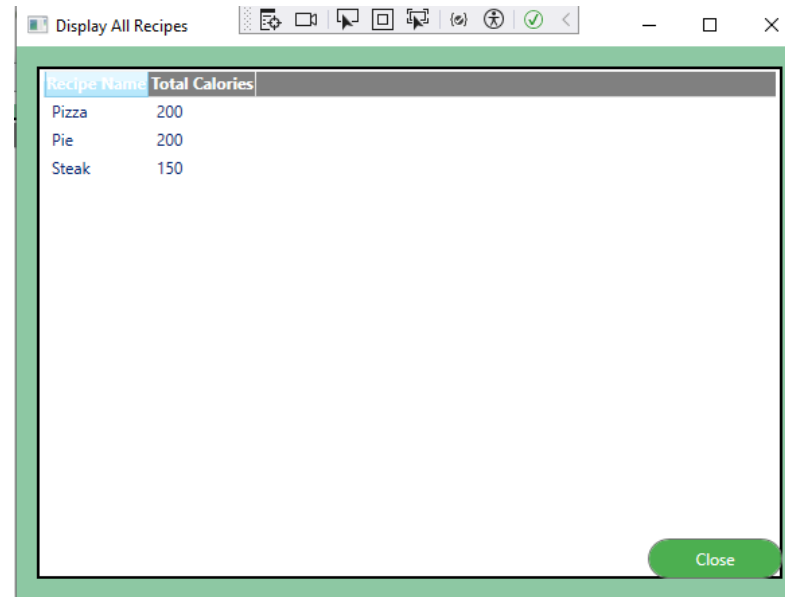 Display All Recipes
Recipe Name Total Calories
Pizza 200
Pie 200
Steak 150
Close